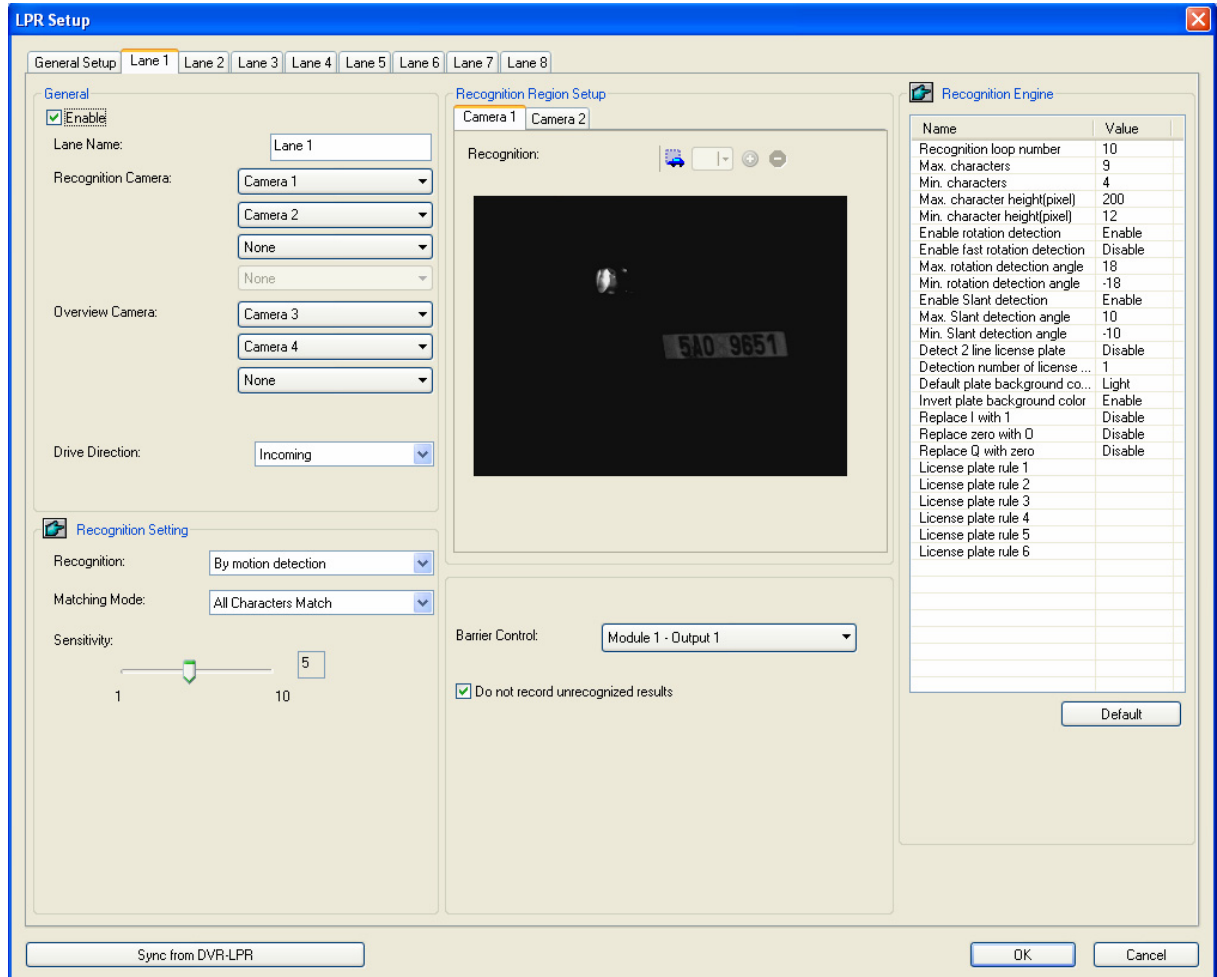 LPR Setup
General Setup Lane 1 Lane 2 Lane 3 Lane 4 Lane 5 Lane 6 Lane 7 Lane 8
General
Enable
Lane Name: Lane 1
Recognition Camera: Camera 1
Camera 2
None
None
Overview Camera: Camera 3
Camera 4
None
Drive Direction: Incoming
Recognition Setting
Recognition: By motion detection
Matching Mode: All Characters Match
Sensitivity:
5
1 10
Recognition Region Setup
Camera 1 Camera 2
Recognition:
5A0 9651
Barrier Control: Module 1 - Output 1
Do not record unrecognized results
Recognition Engine
Name Value
Recognition loop number 10
Max. characters 9
Min. characters 4
Max. character height(pixel) 200
Min. character height(pixel) 12
Enable rotation detection Enable
Enable fast rotation detection Disable
Max. rotation detection angle 18
Min. rotation detection angle -18
Enable Slant detection Enable
Max. Slant detection angle 10
Min. Slant detection angle -10
Detect 2 line license plate Disable
Detection number of license ... 1
Default plate background co... Light
Invert plate background color Enable
Replace I with 1 Disable
Replace zero with O Disable
Replace Q with zero Disable
License plate rule 1
License plate rule 2
License plate rule 3
License plate rule 4
License plate rule 5
License plate rule 6
Default
Sync from DVR-LPR
OK Cancel